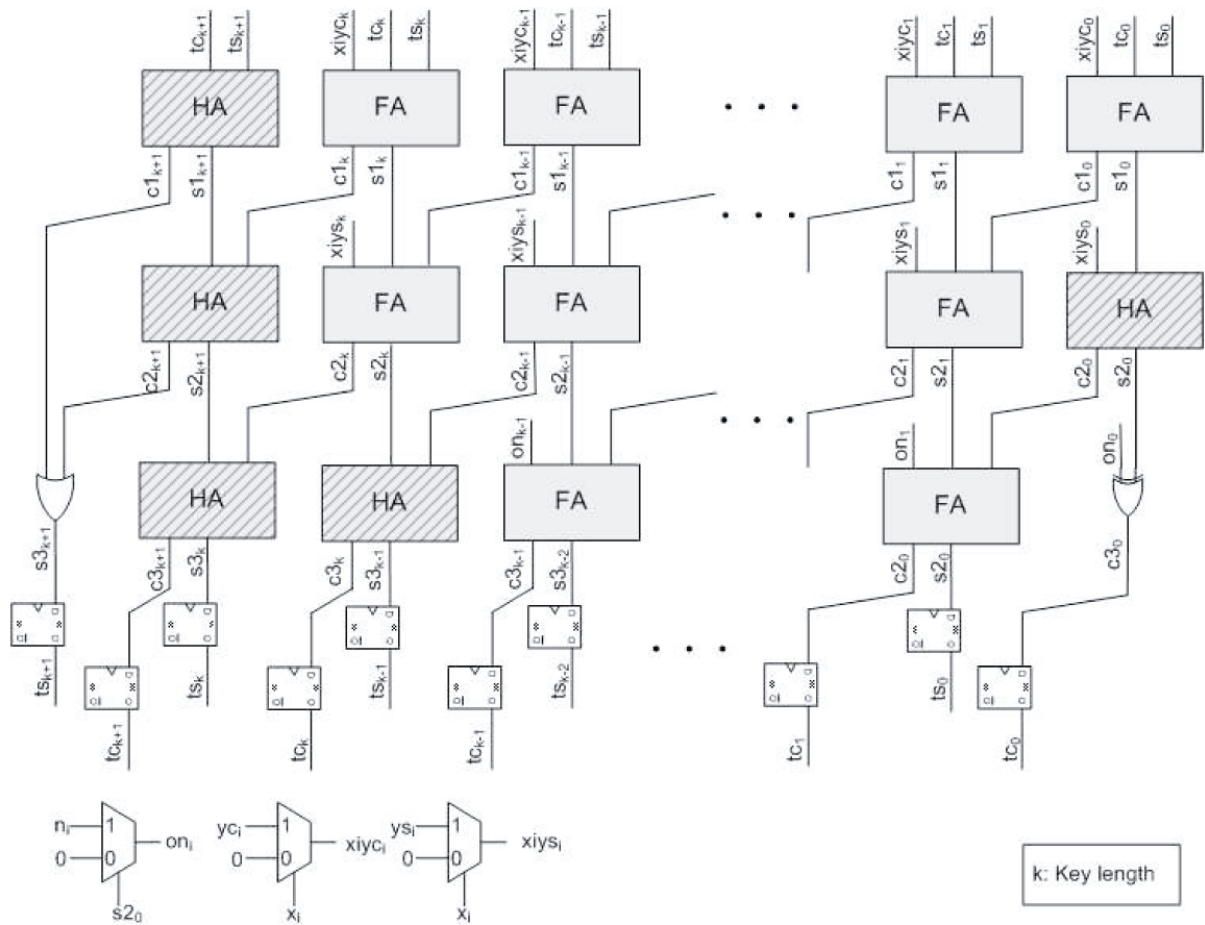 tc_{k+1} ts_{k+1} xiyc_k tc_k ts_k xiyc_{k-1} tc_{k-1} ts_{k-1} xiyc_1 tc_1 ts_1 xiyc_0 tc_0 ts_0
HA FA FA FA FA
c1_{k+1} s1_{k+1} c1_k s1_k c1_{k-1} s1_{k-1} c1_1 s1_1 c1_0 s1_0
xiys_k xiys_{k-1} xiys_1 xiys_0
HA FA FA FA HA
c2_{k+1} s2_{k+1} c2_k s2_k c2_{k-1} s2_{k-1} c2_1 s2_1 c2_0 s2_0
on_{k-1} on_1 on_0
HA HA FA FA
s3_{k+1} c3_{k+1} s3_k c3_k s3_{k-1} c3_{k-1} s3_{k-2} c2_0 s2_0 c3_0
ts_{k+1} ts_k ts_{k-1} ts_{k-2} ts_0
tc_{k+1} tc_k tc_{k-1} tc_1 tc_0
n_i 1 on_i
0 0
s2_0
yc_i 1 xiyc_i
0 0
x_i
ys_i 1 xiys_i
0 0
x_i
k: Key length